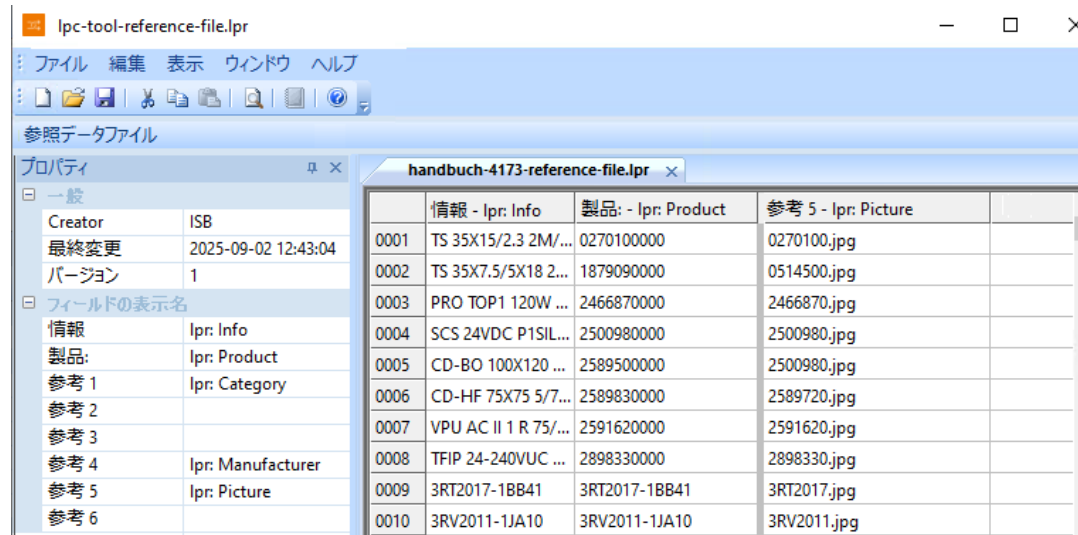 lpc-tool-reference-file.lpr
ファイル 編集 表示 ウィンドウ ヘルプ
参照データファイル
プロパティ
一般
Creator ISB
最終変更 2025-09-02 12:43:04
バージョン 1
フィールドの表示名
情報 lpr: Info
製品: lpr: Product
参考 1 lpr: Category
参考 2
参考 3
参考 4 lpr: Manufacturer
参考 5 lpr: Picture
参考 6
handbuch-4173-reference-file.lpr
情報 - lpr: Info 製品: - lpr: Product 参考 5 - lpr: Picture
0001 TS 35X15/2.3 2M/... 0270100000 0270100.jpg
0002 TS 35X7.5/5X18 2... 1879090000 0514500.jpg
0003 PRO TOP1 120W ... 2466870000 2466870.jpg
0004 SCS 24VDC P1SIL... 2500980000 2500980.jpg
0005 CD-BO 100X120 ... 2589500000 2500980.jpg
0006 CD-HF 75X75 5/7... 2589830000 2589720.jpg
0007 VPU AC II 1 R 75/... 2591620000 2591620.jpg
0008 TFIP 24-240VUC ... 2898330000 2898330.jpg
0009 3RT2017-1BB41 3RT2017-1BB41 3RT2017.jpg
0010 3RV2011-1JA10 3RV2011-1JA10 3RV2011.jpg